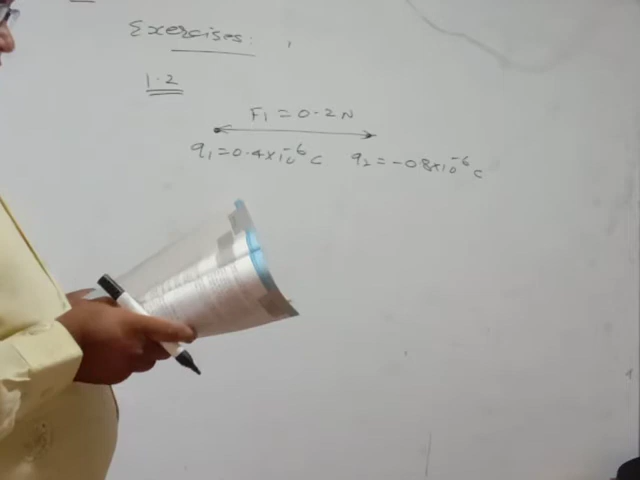 Exercises:
1.2
F1 = 0.2 N
q1 = 0.4×10⁻⁶ C q2 = -0.8×10⁻⁶ C